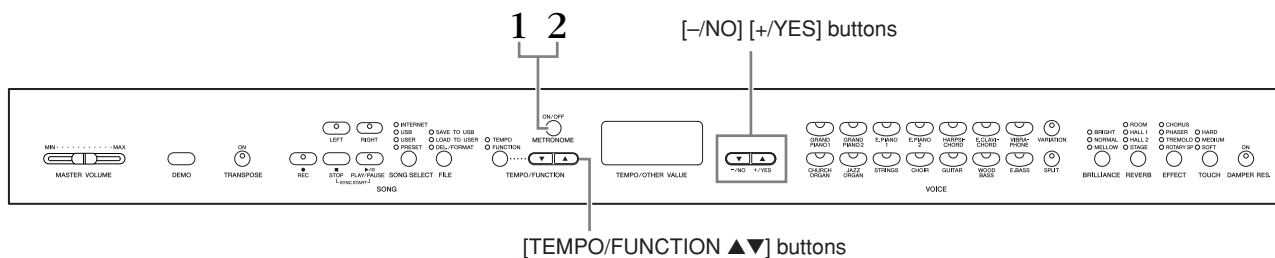 1 2
[–/NO] [+/YES] buttons
MIN MAX
MASTER VOLUME
DEMO
ON
TRANSPOSE
LEFT
RIGHT
REC
STOP
PLAY/PAUSE
SYNC START
SONG
INTERNET
USB
USER
PRESET
SONG SELECT
SAVE TO USB
LOAD TO USER
DEL./FORMAT
FILE
TEMPO
FUNCTION
ON/OFF
METRONOME
▼ ▲
TEMPO/FUNCTION
TEMPO/OTHER VALUE
▼ ▲
–/NO +/YES
GRAND PIANO 1
GRAND PIANO 2
E.PIANO 1
E.PIANO 2
HARPSI-CHORD
E.CLAVI-CHORD
VIBRA-PHONE
VARIATION
CHURCH ORGAN
JAZZ ORGAN
STRINGS
CHOIR
GUITAR
WOOD BASS
E.BASS
SPLIT
VOICE
BRIGHT
NORMAL
MELLOW
BRILLIANCE
ROOM
HALL 1
HALL 2
STAGE
REVERB
CHORUS
PHASER
TREMOLO
ROTARY SP
EFFECT
HARD
MEDIUM
SOFT
TOUCH
ON
DAMPER RES.
[TEMPO/FUNCTION ▲▼] buttons